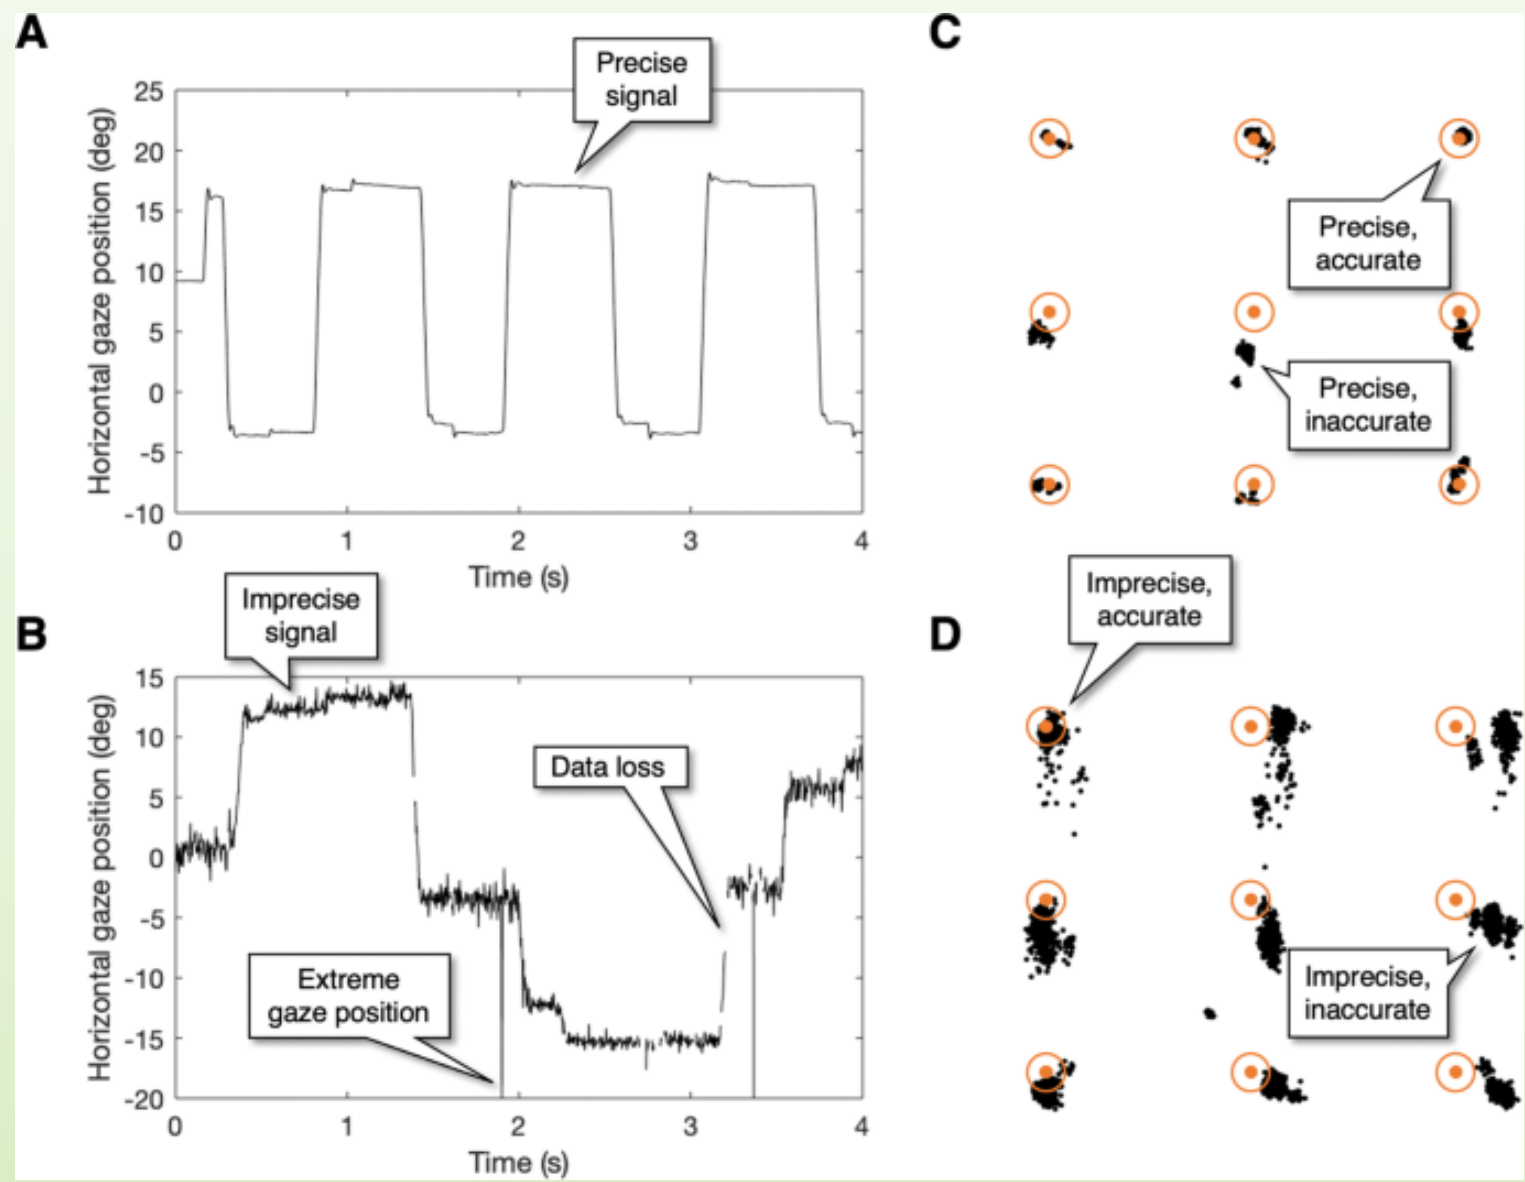 A
Precise
signal
25
20
15
10
5
0
-5
-10
Horizontal gaze position (deg)
0 1 2 3 4
Time (s)
B
Imprecise
signal
15
10
5
0
-5
-10
-15
-20
Horizontal gaze position (deg)
Data loss
Extreme
gaze position
0 1 2 3 4
Time (s)
C
Precise,
accurate
Precise,
inaccurate
D
Imprecise,
accurate
Imprecise,
inaccurate